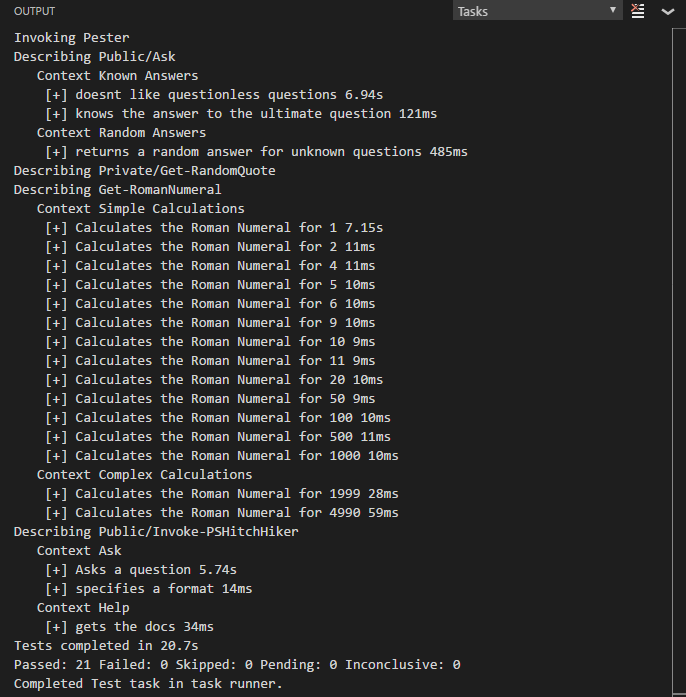 OUTPUT
Tasks
Invoking Pester
Describing Public/Ask
Context Known Answers
[+] doesnt like questionless questions 6.94s
[+] knows the answer to the ultimate question 121ms
Context Random Answers
[+] returns a random answer for unknown questions 485ms
Describing Private/Get-RandomQuote
Describing Get-RomanNumeral
Context Simple Calculations
[+] Calculates the Roman Numeral for 1 7.15s
[+] Calculates the Roman Numeral for 2 11ms
[+] Calculates the Roman Numeral for 4 11ms
[+] Calculates the Roman Numeral for 5 10ms
[+] Calculates the Roman Numeral for 6 10ms
[+] Calculates the Roman Numeral for 9 10ms
[+] Calculates the Roman Numeral for 10 9ms
[+] Calculates the Roman Numeral for 11 9ms
[+] Calculates the Roman Numeral for 20 10ms
[+] Calculates the Roman Numeral for 50 9ms
[+] Calculates the Roman Numeral for 100 10ms
[+] Calculates the Roman Numeral for 500 11ms
[+] Calculates the Roman Numeral for 1000 10ms
Context Complex Calculations
[+] Calculates the Roman Numeral for 1999 28ms
[+] Calculates the Roman Numeral for 4990 59ms
Describing Public/Invoke-PSHitchHiker
Context Ask
[+] Asks a question 5.74s
[+] specifies a format 14ms
Context Help
[+] gets the docs 34ms
Tests completed in 20.7s
Passed: 21 Failed: 0 Skipped: 0 Pending: 0 Inconclusive: 0
Completed Test task in task runner.